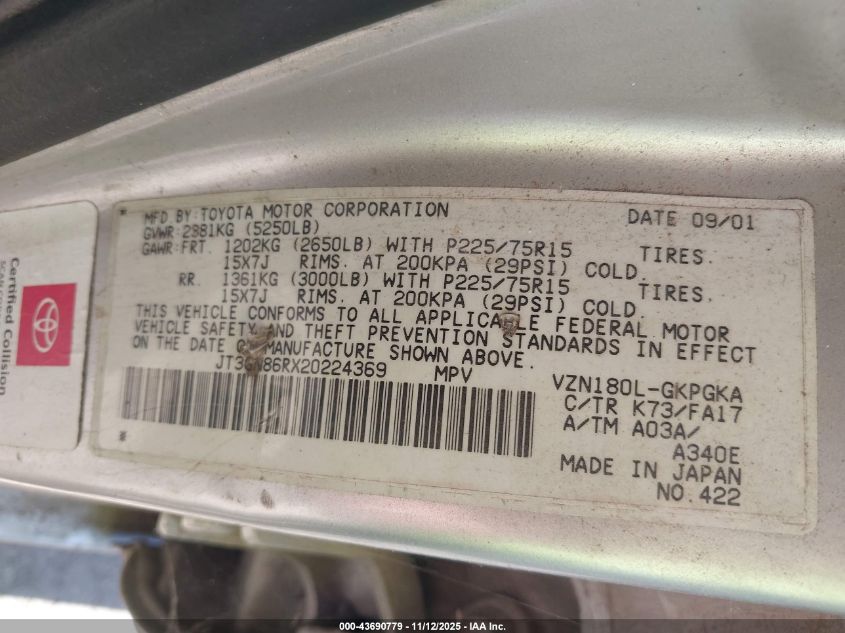 MFD BY:TOYOTA MOTOR CORPORATION DATE 09/01
GVWR:2881KG (5250LB)
GAWR:FRT. 1202KG (2650LB) WITH P225/75R15 TIRES.
15X7J RIMS. AT 200KPA (29PSI) COLD.
RR. 1361KG (3000LB) WITH P225/75R15 TIRES.
15X7J RIMS. AT 200KPA (29PSI) COLD.
THIS VEHICLE CONFORMS TO ALL APPLICABLE FEDERAL MOTOR
VEHICLE SAFETY AND THEFT PREVENTION STANDARDS IN EFFECT
ON THE DATE OF MANUFACTURE SHOWN ABOVE.
JT3GN86RX20224369 MPV VZN180L-GKPGKA
C/TR K73/FA17
A/TM A03A/
A340E
MADE IN JAPAN
NO.422
Certified Collision
000-43690779 - 11/12/2025 - IAA, Inc.